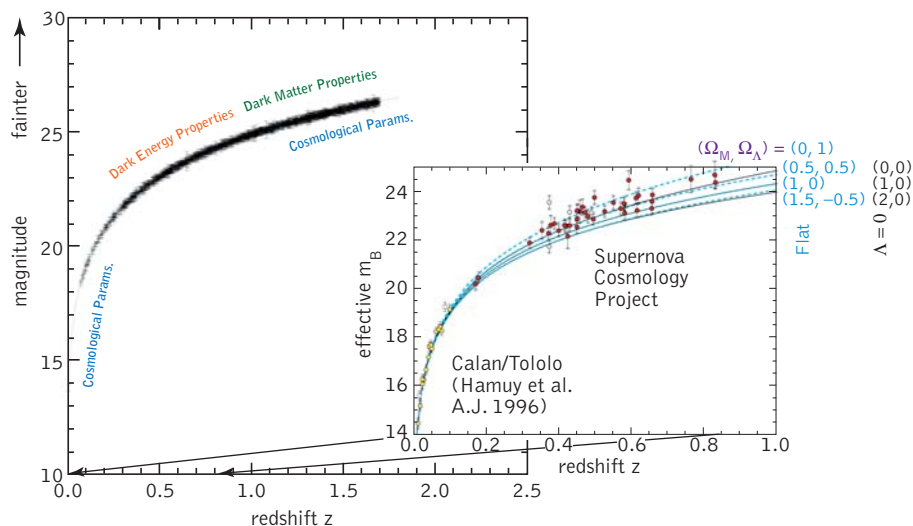 30
25
20
15
10
fainter
magnitude
0.0 0.5 1.0 1.5 2.0 2.5
redshift z
Dark Energy Properties
Dark Matter Properties
Cosmological Params.
Cosmological Params.
(Ω_M, Ω_Λ) = (0, 1)
(0.5, 0.5) (0,0)
(1, 0) (1,0)
(1.5, −0.5) (2,0)
Flat
Λ = 0
24
22
20
18
16
14
effective m_B
Supernova
Cosmology
Project
Calan/Tololo
(Hamuy et al.
A.J. 1996)
0.0 0.2 0.4 0.6 0.8 1.0
redshift z